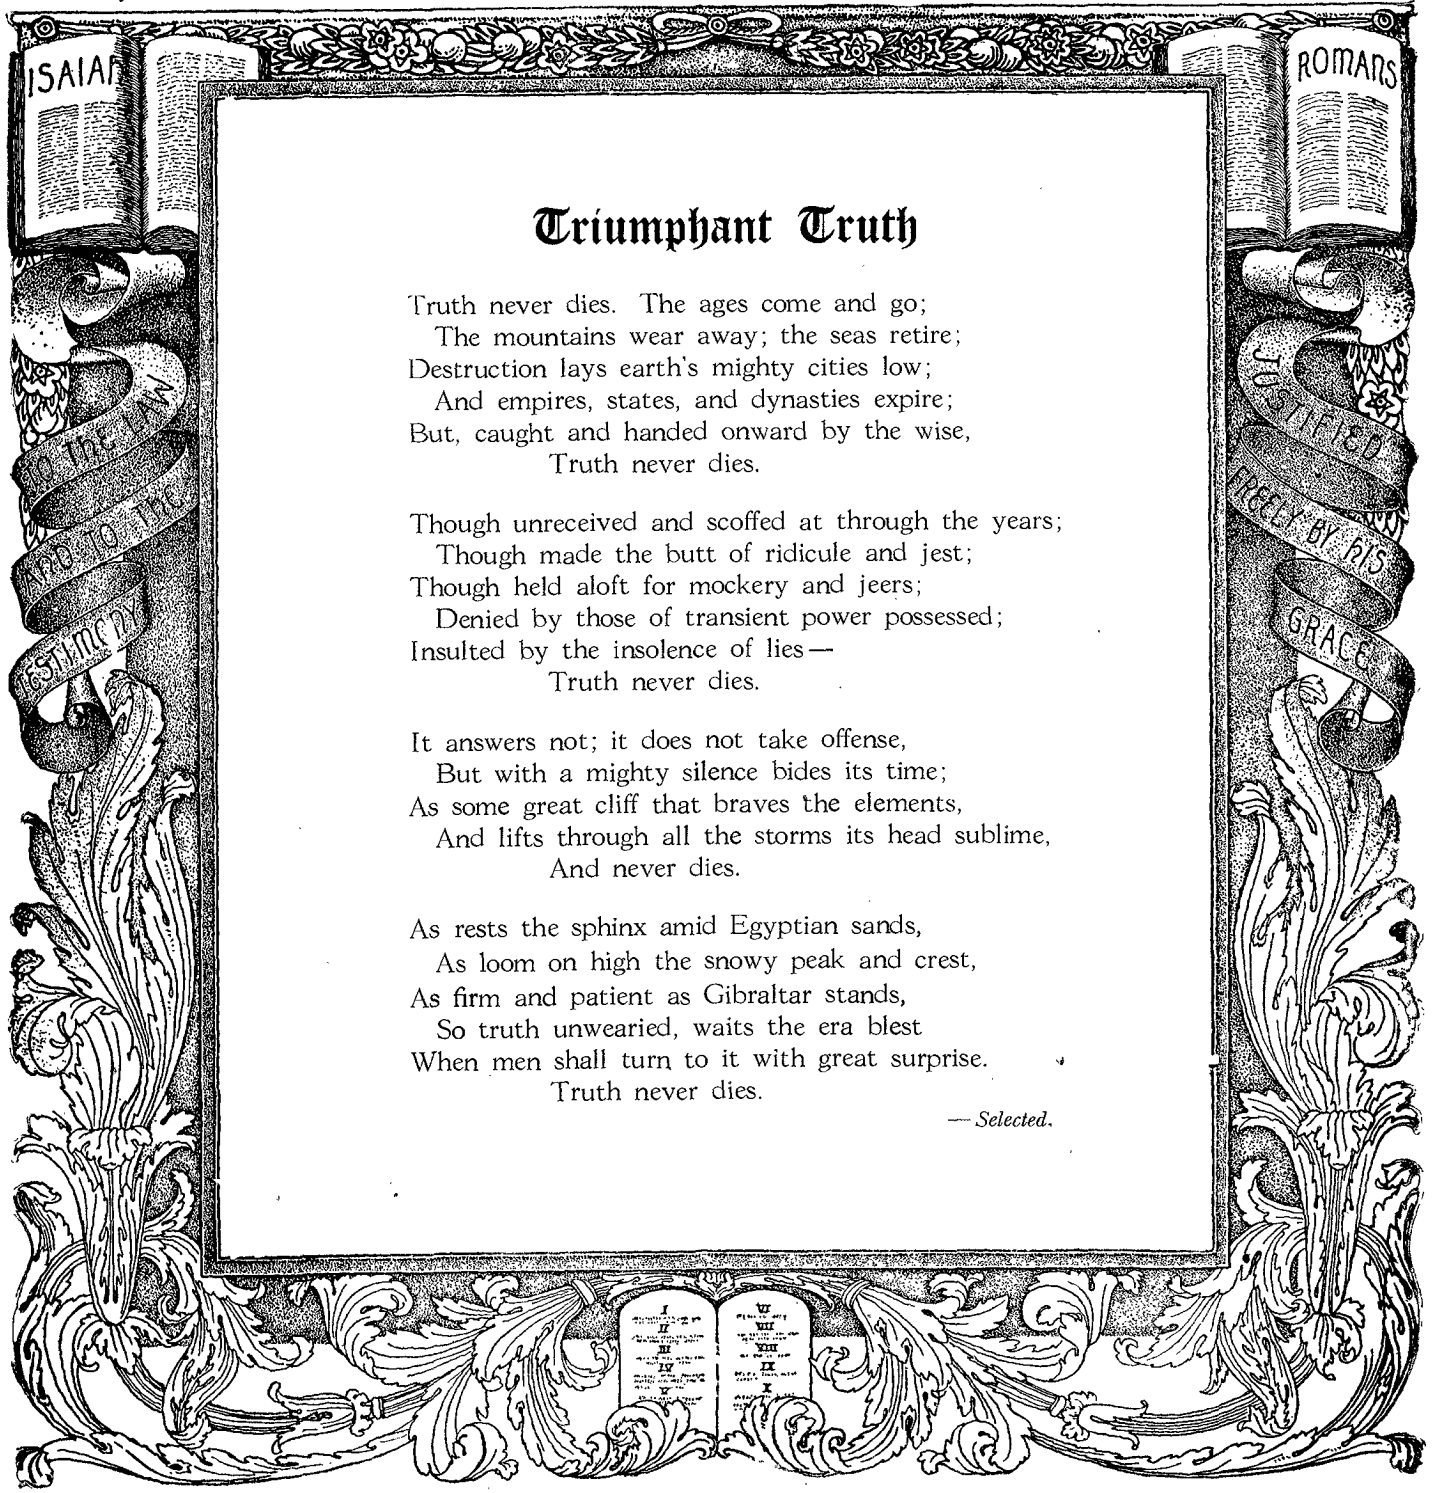 ISAIAH
ROMANS
TO THE LAW
AND TO THE
TESTIMONY
JUSTIFIED
FREELY BY HIS
GRACE
Triumphant Truth
Truth never dies. The ages come and go;
The mountains wear away; the seas retire;
Destruction lays earth's mighty cities low;
And empires, states, and dynasties expire;
But, caught and handed onward by the wise,
Truth never dies.
Though unreceived and scoffed at through the years;
Though made the butt of ridicule and jest;
Though held aloft for mockery and jeers;
Denied by those of transient power possessed;
Insulted by the insolence of lies—
Truth never dies.
It answers not; it does not take offense,
But with a mighty silence bides its time;
As some great cliff that braves the elements,
And lifts through all the storms its head sublime,
And never dies.
As rests the sphinx amid Egyptian sands,
As loom on high the snowy peak and crest,
As firm and patient as Gibraltar stands,
So truth unwearied, waits the era blest
When men shall turn to it with great surprise.
Truth never dies.
— Selected.
I
II
III
IV
V
VI
VII
VIII
IX
X